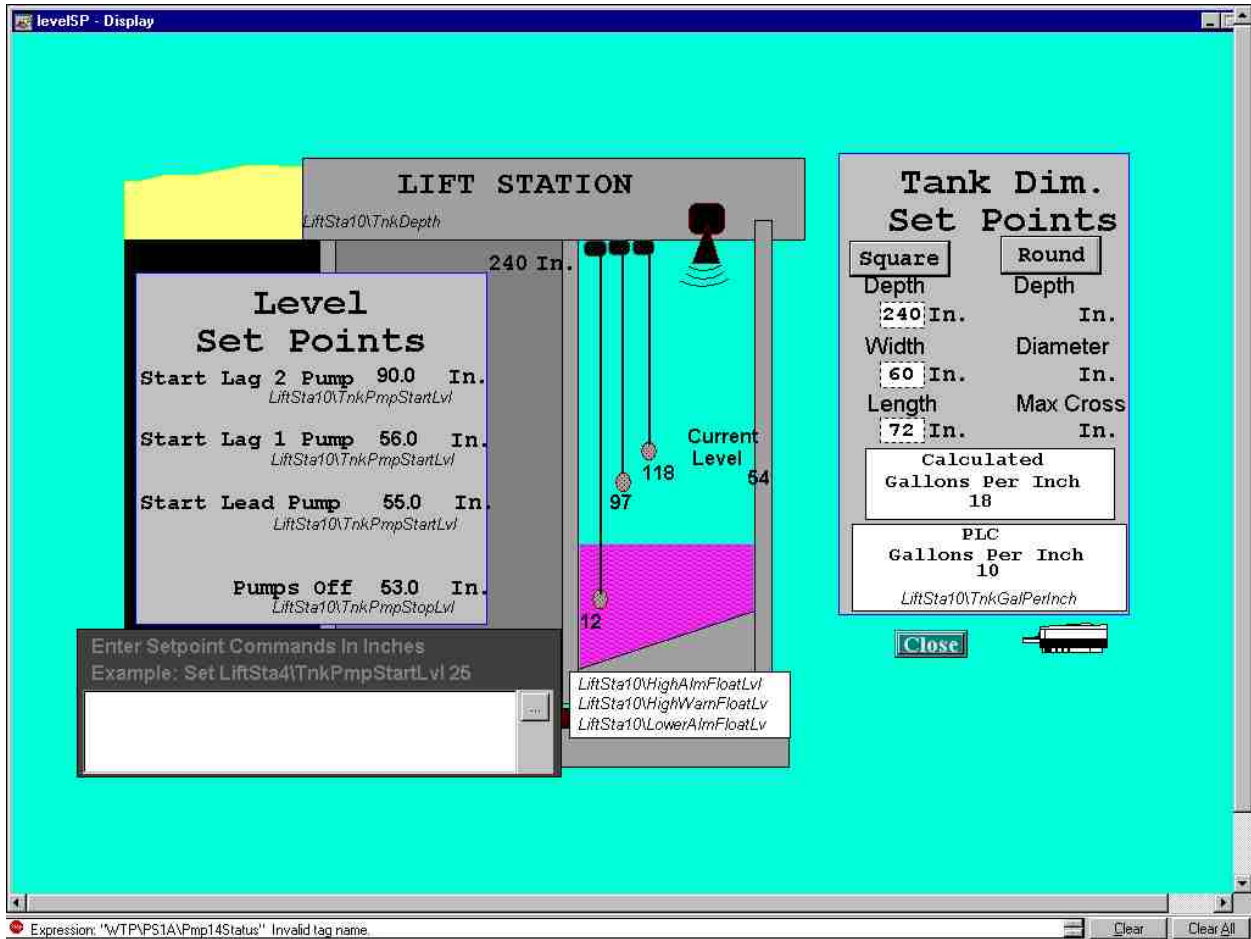 levelSP - Display
LIFT STATION
LiftSta10\TnkDepth
240 In.
Level
Set Points
Start Lag 2 Pump 90.0 In.
LiftSta10\TnkPmpStartLvl
Start Lag 1 Pump 56.0 In.
LiftSta10\TnkPmpStartLvl
Start Lead Pump 55.0 In.
LiftSta10\TnkPmpStartLvl
Pumps Off 53.0 In.
LiftSta10\TnkPmpStopLvl
Current
Level
54
118
97
12
Tank Dim.
Set Points
Square Round
Depth Depth
240 In. In.
Width Diameter
60 In. In.
Length Max Cross
72 In. In.
Calculated
Gallons Per Inch
18
PLC
Gallons Per Inch
10
LiftSta10\TnkGalPerInch
Close
Enter Setpoint Commands In Inches
Example: Set LiftSta4\TnkPmpStartLvl 25
...
LiftSta10\HighAlmFloatLvl
LiftSta10\HighWarnFloatLv
LiftSta10\LowerAlmFloatLv
Expression: "WTP\PS1A\Pmp14Status" Invalid tag name.
Clear Clear All